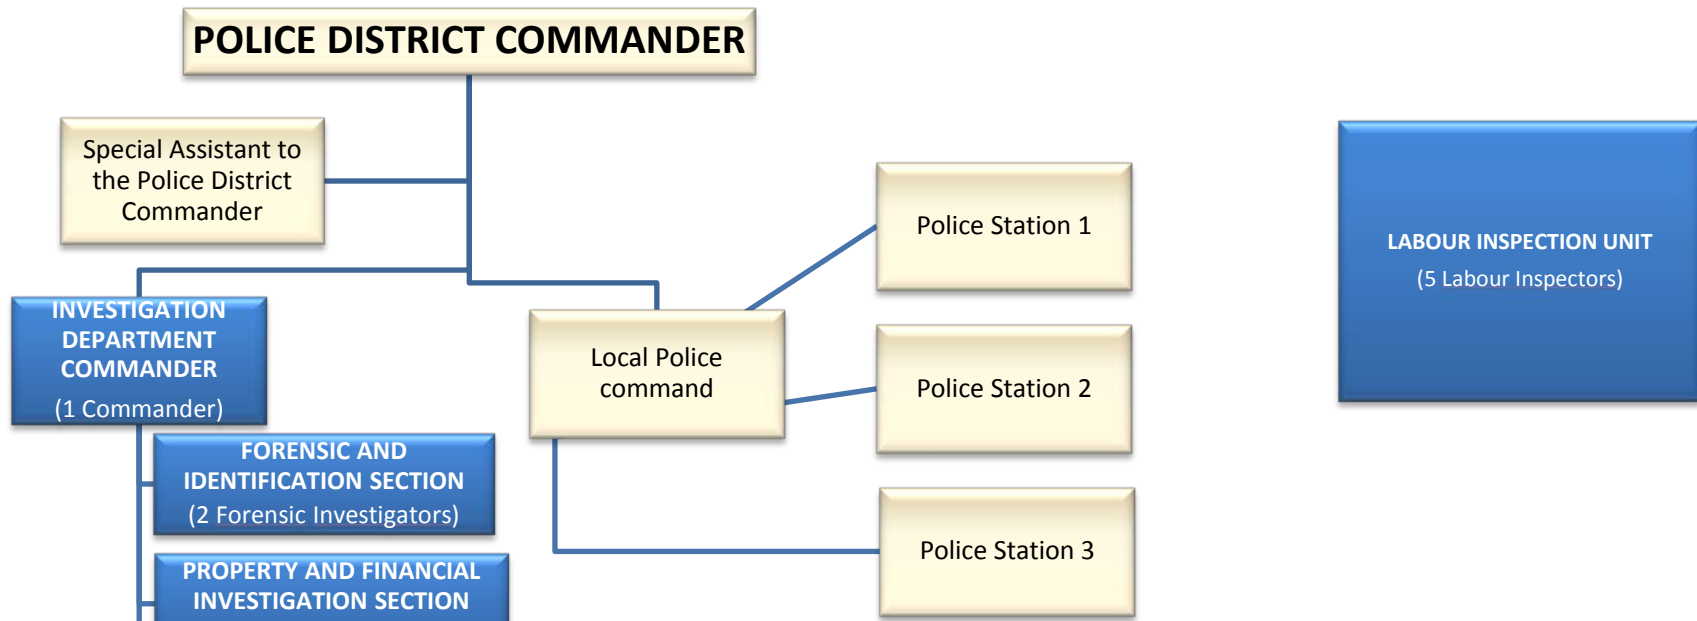 POLICE DISTRICT COMMANDER
Special Assistant to
the Police District
Commander
Police Station 1
LABOUR INSPECTION UNIT
(5 Labour Inspectors)
INVESTIGATION
DEPARTMENT
COMMANDER
(1 Commander)
Local Police
command
Police Station 2
FORENSIC AND
IDENTIFICATION SECTION
(2 Forensic Investigators)
Police Station 3
PROPERTY AND FINANCIAL
INVESTIGATION SECTION